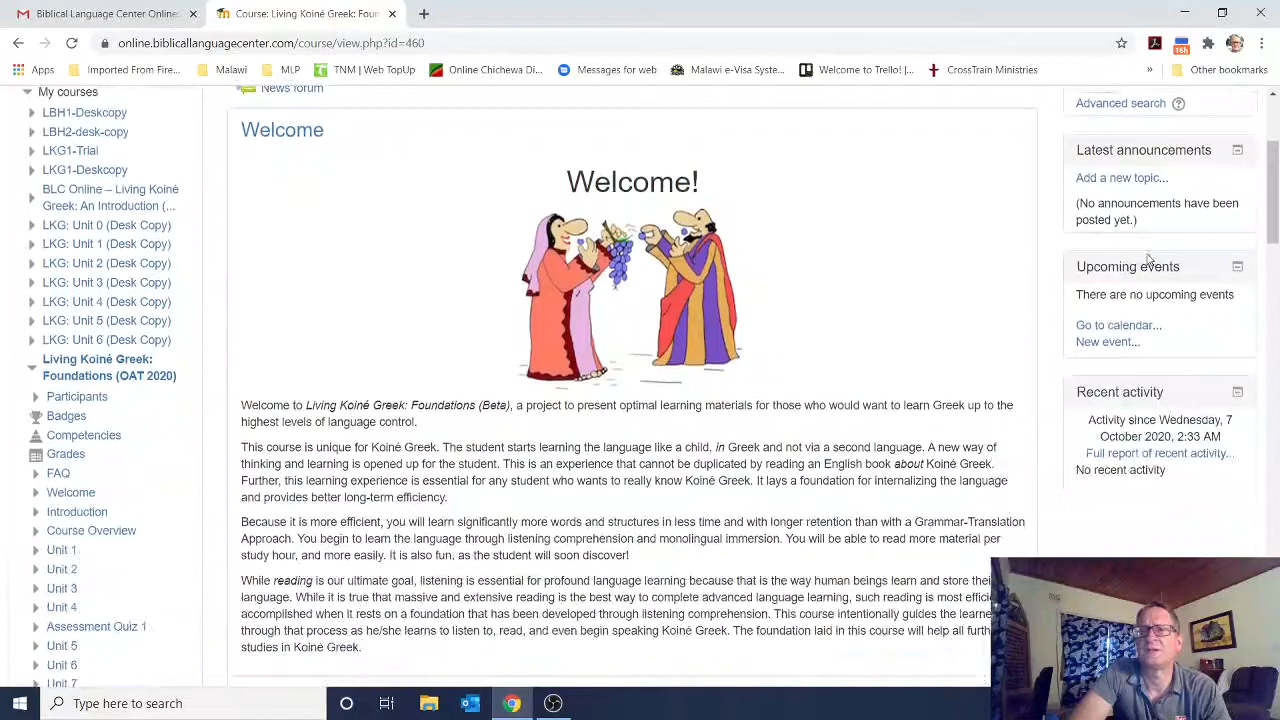 Biblical Language Center Online:
Course: Living Koiné Greek: Fou
online.biblicallanguagecenter.com/course/view.php?id=460
16h
Apps
Imported From Fire...
Malawi
MLP
TNM | Web TopUp
Online Chichewa Di...
Messages for web
Malawi e-Visa Syste...
Welcome to Trello! |...
CrossTrain Ministries
»
Other bookmarks
My courses
LBH1-Deskcopy
LBH2-desk-copy
LKG1-Trial
LKG1-Deskcopy
BLC Online – Living Koiné
Greek: An Introduction (...
LKG: Unit 0 (Desk Copy)
LKG: Unit 1 (Desk Copy)
LKG: Unit 2 (Desk Copy)
LKG: Unit 3 (Desk Copy)
LKG: Unit 4 (Desk Copy)
LKG: Unit 5 (Desk Copy)
LKG: Unit 6 (Desk Copy)
Living Koiné Greek:
Foundations (OAT 2020)
Participants
Badges
Competencies
Grades
FAQ
Welcome
Introduction
Course Overview
Unit 1
Unit 2
Unit 3
Unit 4
Assessment Quiz 1
Unit 5
Unit 6
Unit 7
News forum
Welcome
Welcome!
Welcome to Living Koiné Greek: Foundations (Beta), a project to present optimal learning materials for those who would want to learn Greek up to the
highest levels of language control.
This course is unique for Koiné Greek. The student starts learning the language like a child, in Greek and not via a second language. A new way of
thinking and learning is opened up for the student. This is an experience that cannot be duplicated by reading an English book about Koiné Greek.
Further, this learning experience is essential for any student who wants to really know Koiné Greek. It lays a foundation for internalizing the language
and provides better long-term efficiency.
Because it is more efficient, you will learn significantly more words and structures in less time and with longer retention than with a Grammar-Translation
Approach. You begin to learn the language through listening comprehension and monolingual immersion. You will be able to read more material per
study hour, and more easily. It is also fun, as the student will soon discover!
While reading is our ultimate goal, listening is essential for profound language learning because that is the way human beings learn and store thei
language. While it is true that massive and extensive reading is the best way to complete advanced language learning, such reading is most effici
accomplished when it rests on a foundation that has been developed through listening comprehension. This course intentionally guides the learne
through that process as he/she learns to listen to, read, and even begin speaking Koiné Greek. The foundation laid in this course will help all furth
studies in Koiné Greek.
Advanced search
Latest announcements
Add a new topic...
(No announcements have been
posted yet.)
Upcoming events
There are no upcoming events
Go to calendar...
New event...
Recent activity
Activity since Wednesday, 7
October 2020, 2:33 AM
Full report of recent activity...
No recent activity
Type here to search